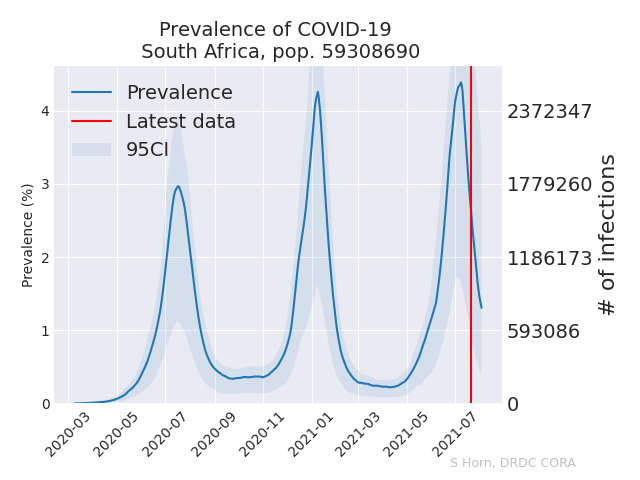 Prevalence of COVID-19
South Africa, pop. 59308690
Prevalence
Latest data
95CI
Prevalence (%)
4
3
2
1
0
2372347
1779260
1186173
593086
0
# of infections
2020-03
2020-05
2020-07
2020-09
2020-11
2021-01
2021-03
2021-05
2021-07
S Horn, DRDC CORA